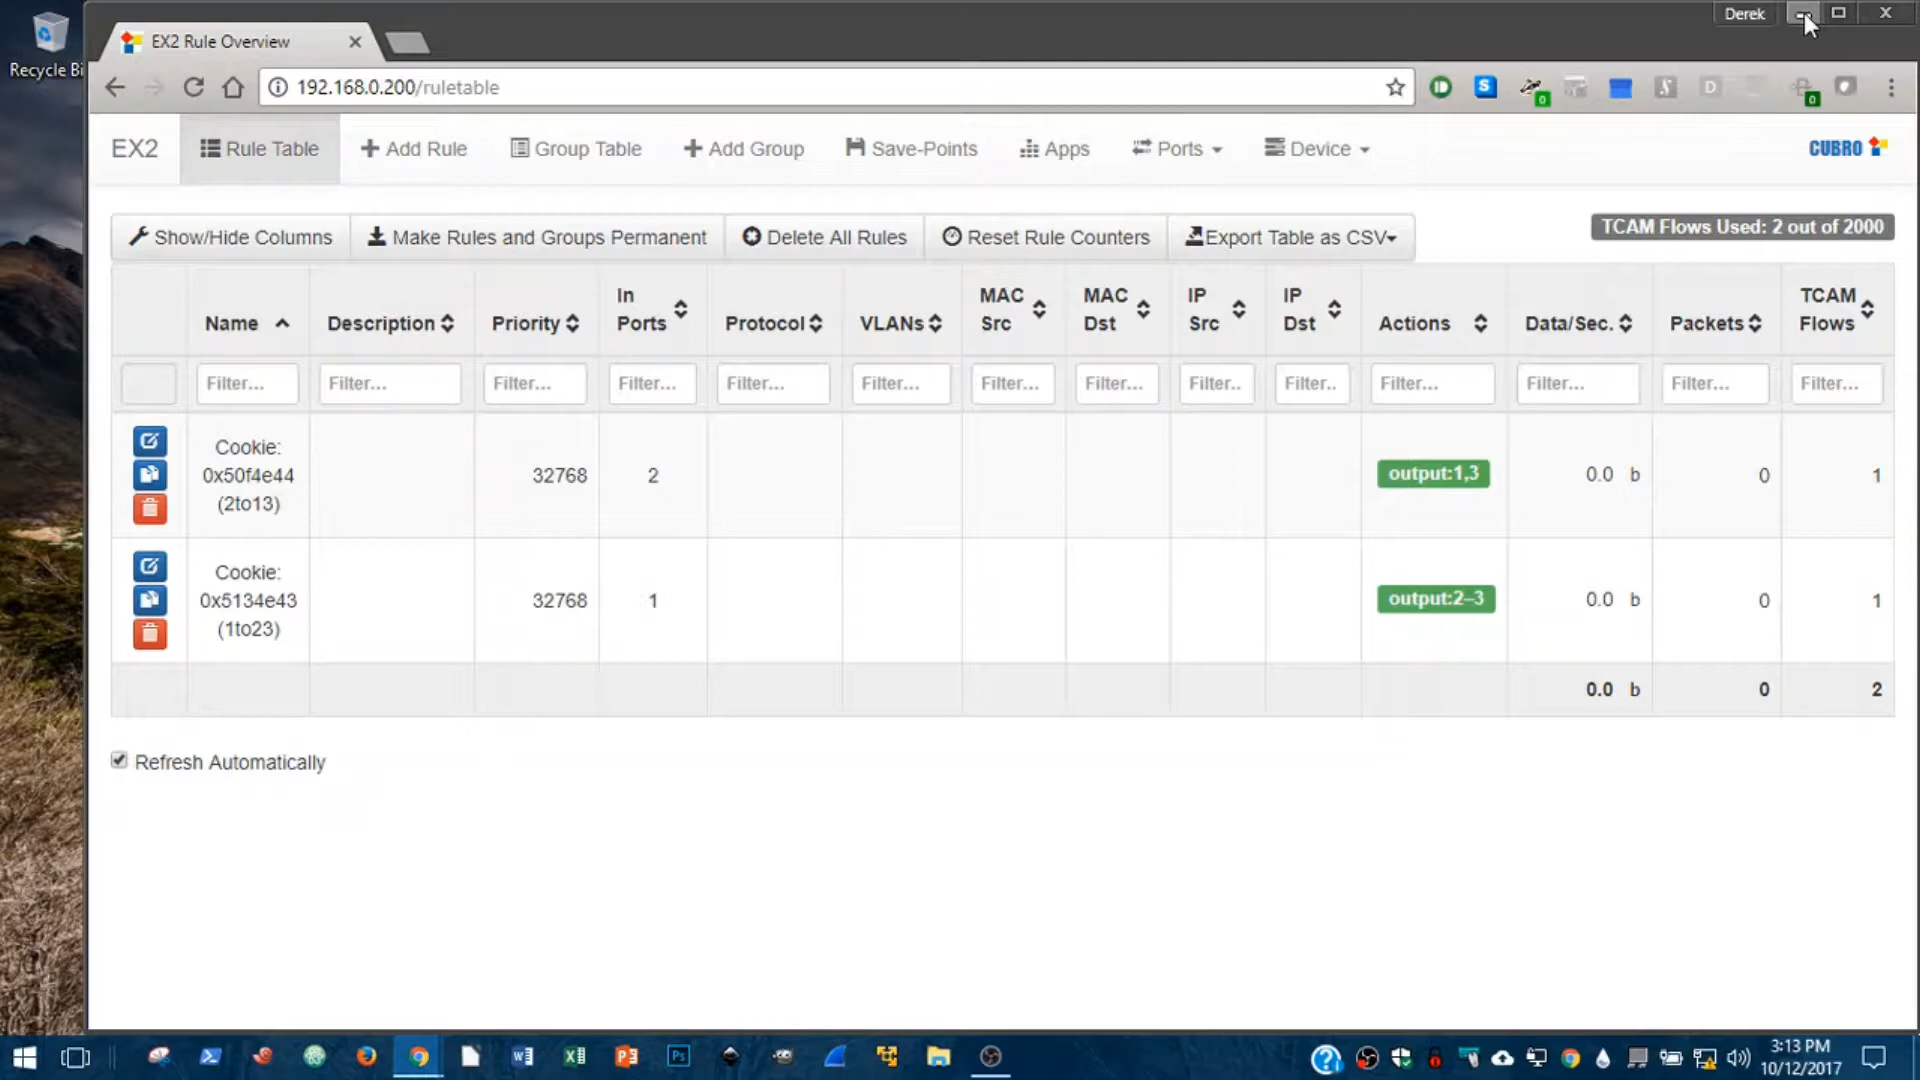 Recycle Bi
EX2 Rule Overview
Derek
192.168.0.200/ruletable
EX2
Rule Table
Add Rule
Group Table
Add Group
Save-Points
Apps
Ports
Device
CUBRO
Show/Hide Columns
Make Rules and Groups Permanent
Delete All Rules
Reset Rule Counters
Export Table as CSV
TCAM Flows Used: 2 out of 2000
Name
Description
Priority
In
Ports
Protocol
VLANs
MAC
Src
MAC
Dst
IP
Src
IP
Dst
Actions
Data/Sec.
Packets
TCAM
Flows
Filter...
Filter...
Filter...
Filter...
Filter...
Filter...
Filter...
Filter...
Filter..
Filter..
Filter...
Filter...
Filter...
Filter...
Cookie:
0x50f4e44
(2to13)
32768
2
output:1,3
0.0 b
0
1
Cookie:
0x5134e43
(1to23)
32768
1
output:2–3
0.0 b
0
1
0.0 b
0
2
Refresh Automatically
3:13 PM
10/12/2017